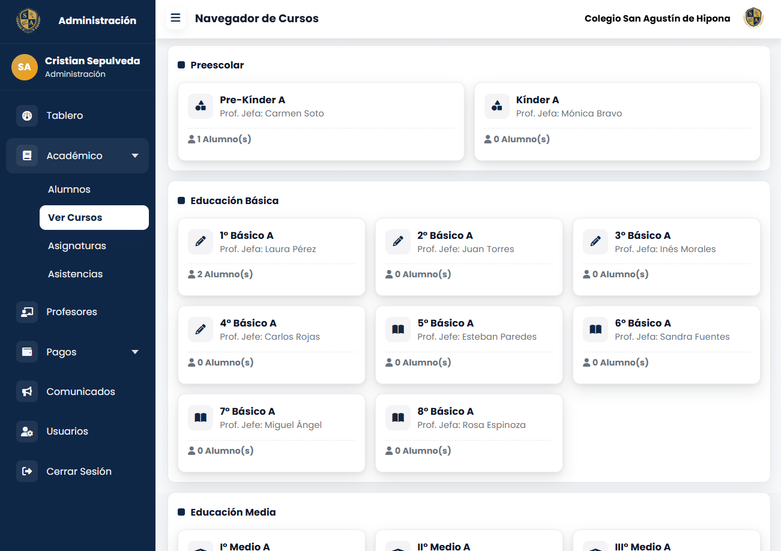 Administración
SA
Cristian Sepulveda
Administración
Tablero
Académico
Alumnos
Ver Cursos
Asignaturas
Asistencias
Profesores
Pagos
Comunicados
Usuarios
Cerrar Sesión
Navegador de Cursos
Colegio San Agustín de Hipona
Preescolar
Pre-Kínder A
Prof. Jefa: Carmen Soto
1 Alumno(s)
Kínder A
Prof. Jefa: Mónica Bravo
0 Alumno(s)
Educación Básica
1º Básico A
Prof. Jefa: Laura Pérez
2 Alumno(s)
2º Básico A
Prof. Jefe: Juan Torres
0 Alumno(s)
3º Básico A
Prof. Jefa: Inés Morales
0 Alumno(s)
4º Básico A
Prof. Jefe: Carlos Rojas
0 Alumno(s)
5º Básico A
Prof. Jefe: Esteban Paredes
0 Alumno(s)
6º Básico A
Prof. Jefa: Sandra Fuentes
0 Alumno(s)
7º Básico A
Prof. Jefe: Miguel Ángel
0 Alumno(s)
8º Básico A
Prof. Jefa: Rosa Espinoza
0 Alumno(s)
Educación Media
Iº Medio A
IIº Medio A
IIIº Medio A